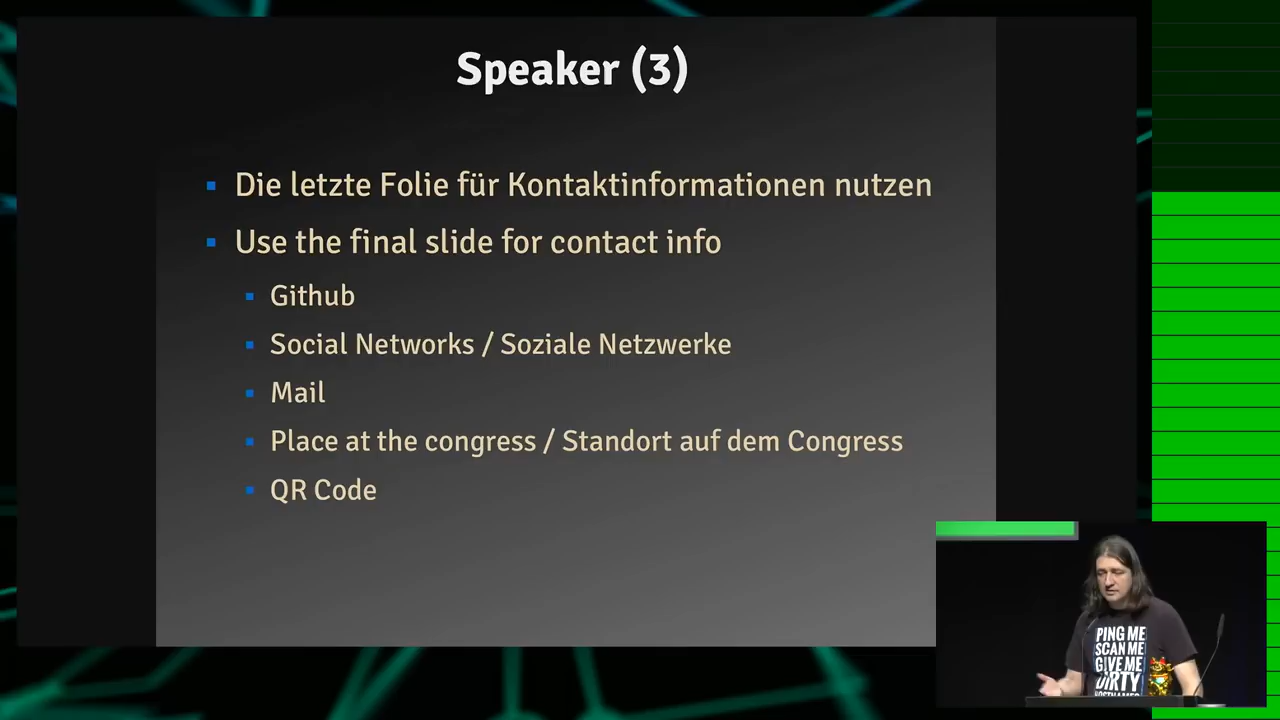 Speaker (3)
Die letzte Folie für Kontaktinformationen nutzen
Use the final slide for contact info
Github
Social Networks / Soziale Netzwerke
Mail
Place at the congress / Standort auf dem Congress
QR Code
PING ME
SCAN ME
GIVE ME
DIRTY
HOSTNAMES